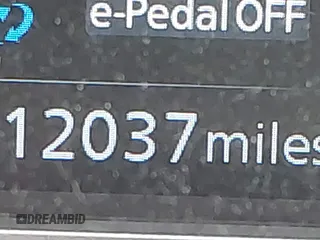 e-Pedal OFF
12037 miles
DREAMBID